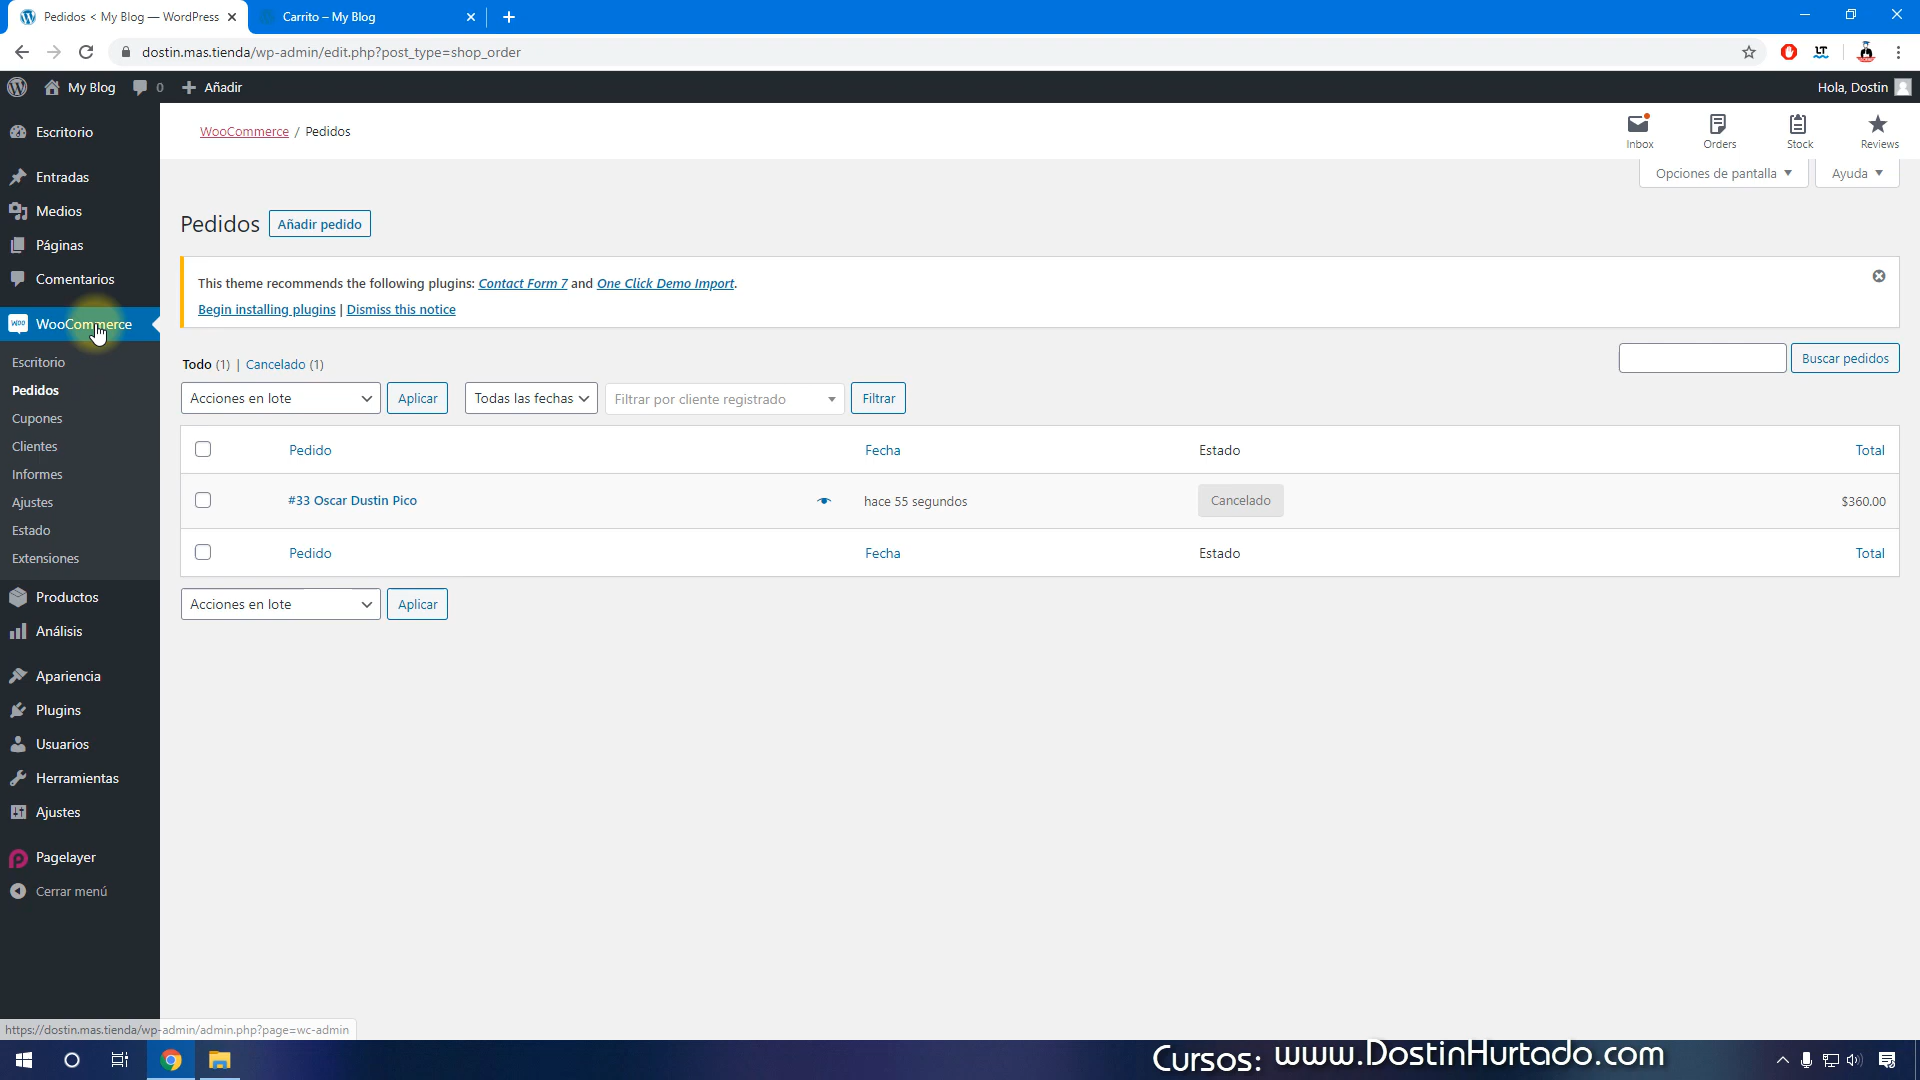 Pedidos < My Blog — WordPress
Carrito – My Blog
dostin.mas.tienda/wp-admin/edit.php?post_type=shop_order
My Blog
0
Añadir
Hola, Dostin
Escritorio
Entradas
Medios
Páginas
Comentarios
WooCommerce
Escritorio
Pedidos
Cupones
Clientes
Informes
Ajustes
Estado
Extensiones
Productos
Análisis
Apariencia
Plugins
Usuarios
Herramientas
Ajustes
Pagelayer
Cerrar menú
WooCommerce / Pedidos
Inbox
Orders
Stock
Reviews
Opciones de pantalla
Ayuda
Pedidos
Añadir pedido
This theme recommends the following plugins: Contact Form 7 and One Click Demo Import.
Begin installing plugins | Dismiss this notice
Todo (1) | Cancelado (1)
Buscar pedidos
Acciones en lote
Aplicar
Todas las fechas
Filtrar por cliente registrado
Filtrar
Pedido
Fecha
Estado
Total
#33 Oscar Dustin Pico
hace 55 segundos
Cancelado
$360.00
Pedido
Fecha
Estado
Total
Acciones en lote
Aplicar
https://dostin.mas.tienda/wp-admin/admin.php?page=wc-admin
Cursos: www.DostinHurtado.com